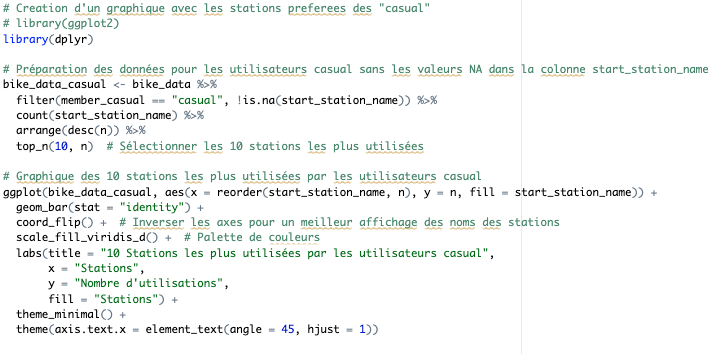 # Creation d'un graphique avec les stations preferees des "casual"
# library(ggplot2)
library(dplyr)
# Préparation des données pour les utilisateurs casual sans les valeurs NA dans la colonne start_station_name
bike_data_casual <- bike_data %>%
filter(member_casual == "casual", !is.na(start_station_name)) %>%
count(start_station_name) %>%
arrange(desc(n)) %>%
top_n(10, n)  # Sélectionner les 10 stations les plus utilisées
# Graphique des 10 stations les plus utilisées par les utilisateurs casual
ggplot(bike_data_casual, aes(x = reorder(start_station_name, n), y = n, fill = start_station_name)) +
geom_bar(stat = "identity") +
coord_flip() +  # Inverser les axes pour un meilleur affichage des noms des stations
scale_fill_viridis_d() +  # Palette de couleurs
labs(title = "10 Stations les plus utilisées par les utilisateurs casual",
x = "Stations",
y = "Nombre d'utilisations",
fill = "Stations") +
theme_minimal() +
theme(axis.text.x = element_text(angle = 45, hjust = 1))